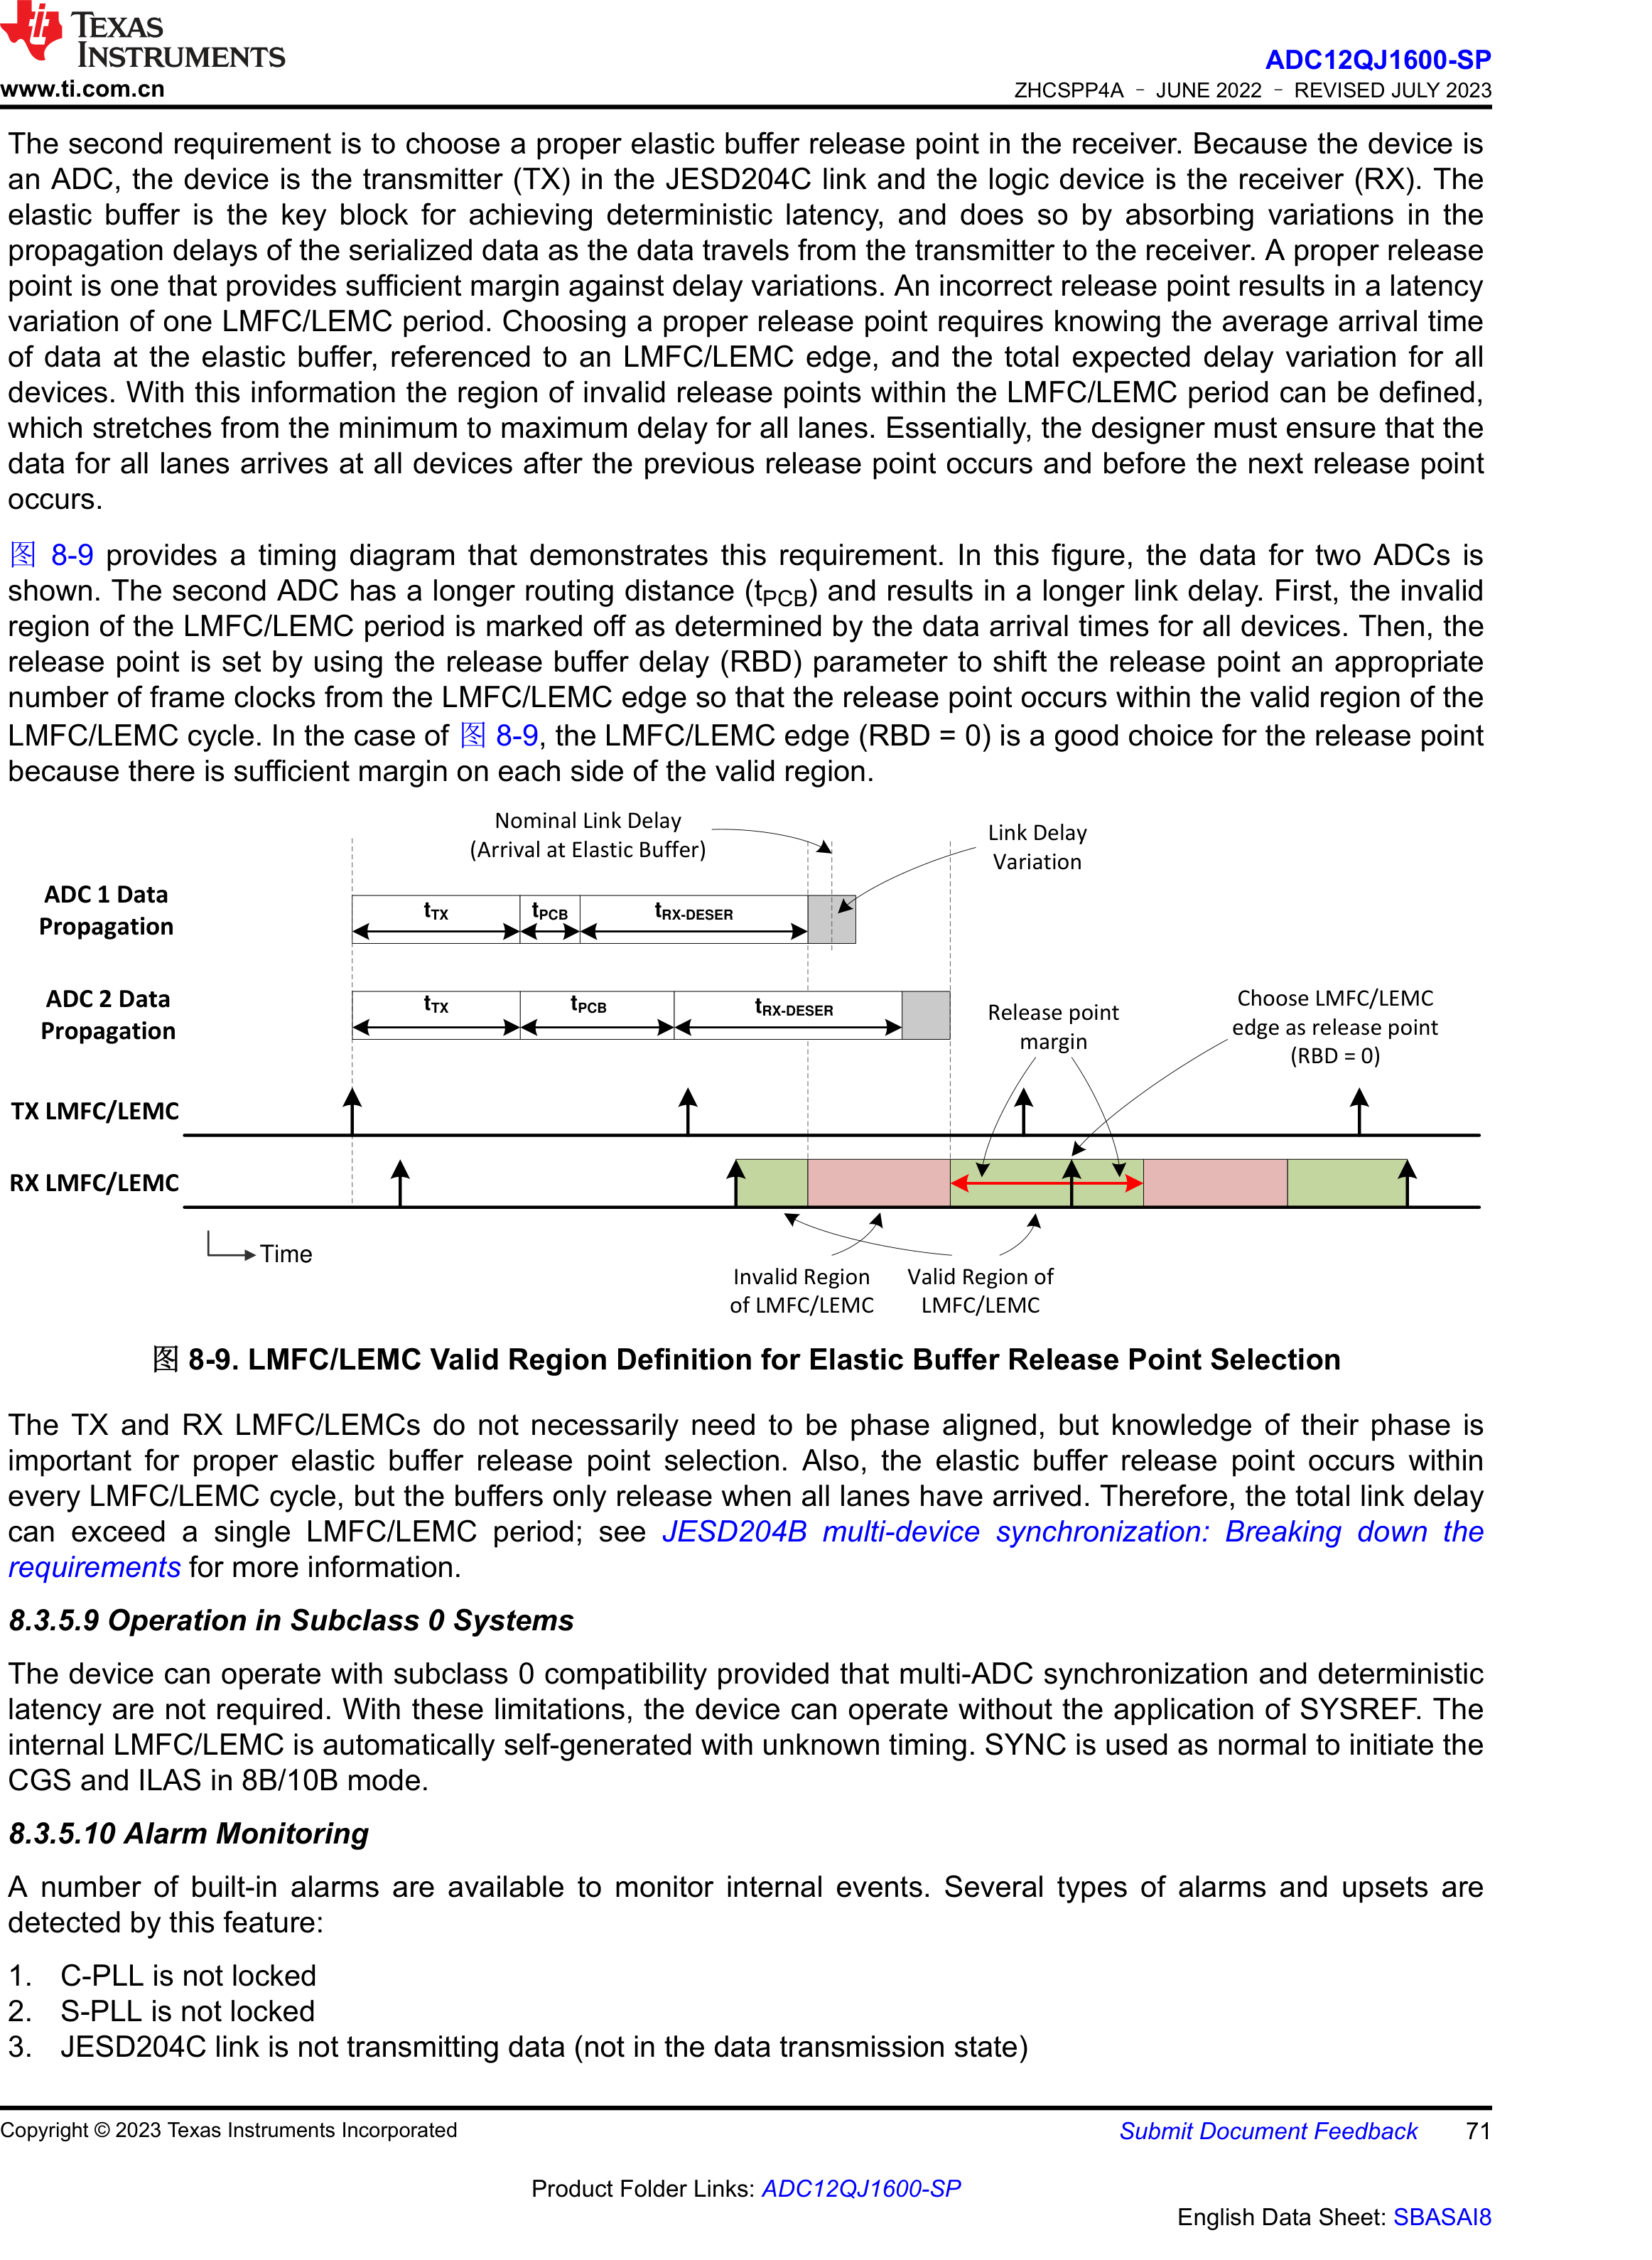 TEXAS
INSTRUMENTS
www.ti.com.cn
ADC12QJ1600-SP
ZHCSPP4A – JUNE 2022 – REVISED JULY 2023
The second requirement is to choose a proper elastic buffer release point in the receiver. Because the device is
an ADC, the device is the transmitter (TX) in the JESD204C link and the logic device is the receiver (RX). The
elastic buffer is the key block for achieving deterministic latency, and does so by absorbing variations in the
propagation delays of the serialized data as the data travels from the transmitter to the receiver. A proper release
point is one that provides sufficient margin against delay variations. An incorrect release point results in a latency
variation of one LMFC/LEMC period. Choosing a proper release point requires knowing the average arrival time
of data at the elastic buffer, referenced to an LMFC/LEMC edge, and the total expected delay variation for all
devices. With this information the region of invalid release points within the LMFC/LEMC period can be defined,
which stretches from the minimum to maximum delay for all lanes. Essentially, the designer must ensure that the
data for all lanes arrives at all devices after the previous release point occurs and before the next release point
occurs.
图 8-9 provides a timing diagram that demonstrates this requirement. In this figure, the data for two ADCs is
shown. The second ADC has a longer routing distance (tPCB) and results in a longer link delay. First, the invalid
region of the LMFC/LEMC period is marked off as determined by the data arrival times for all devices. Then, the
release point is set by using the release buffer delay (RBD) parameter to shift the release point an appropriate
number of frame clocks from the LMFC/LEMC edge so that the release point occurs within the valid region of the
LMFC/LEMC cycle. In the case of 图 8-9, the LMFC/LEMC edge (RBD = 0) is a good choice for the release point
because there is sufficient margin on each side of the valid region.
Nominal Link Delay
(Arrival at Elastic Buffer)
Link Delay
Variation
ADC 1 Data
Propagation
tTX
tPCB
tRX-DESER
ADC 2 Data
Propagation
tTX
tPCB
tRX-DESER
Release point
margin
Choose LMFC/LEMC
edge as release point
(RBD = 0)
TX LMFC/LEMC
RX LMFC/LEMC
Time
Invalid Region
of LMFC/LEMC
Valid Region of
LMFC/LEMC
图 8-9. LMFC/LEMC Valid Region Definition for Elastic Buffer Release Point Selection
The TX and RX LMFC/LEMCs do not necessarily need to be phase aligned, but knowledge of their phase is
important for proper elastic buffer release point selection. Also, the elastic buffer release point occurs within
every LMFC/LEMC cycle, but the buffers only release when all lanes have arrived. Therefore, the total link delay
can exceed a single LMFC/LEMC period; see JESD204B multi-device synchronization: Breaking down the
requirements for more information.
8.3.5.9 Operation in Subclass 0 Systems
The device can operate with subclass 0 compatibility provided that multi-ADC synchronization and deterministic
latency are not required. With these limitations, the device can operate without the application of SYSREF. The
internal LMFC/LEMC is automatically self-generated with unknown timing. SYNC is used as normal to initiate the
CGS and ILAS in 8B/10B mode.
8.3.5.10 Alarm Monitoring
A number of built-in alarms are available to monitor internal events. Several types of alarms and upsets are
detected by this feature:
1. C-PLL is not locked
2. S-PLL is not locked
3. JESD204C link is not transmitting data (not in the data transmission state)
Copyright © 2023 Texas Instruments Incorporated
Submit Document Feedback 71
Product Folder Links: ADC12QJ1600-SP
English Data Sheet: SBASAI8